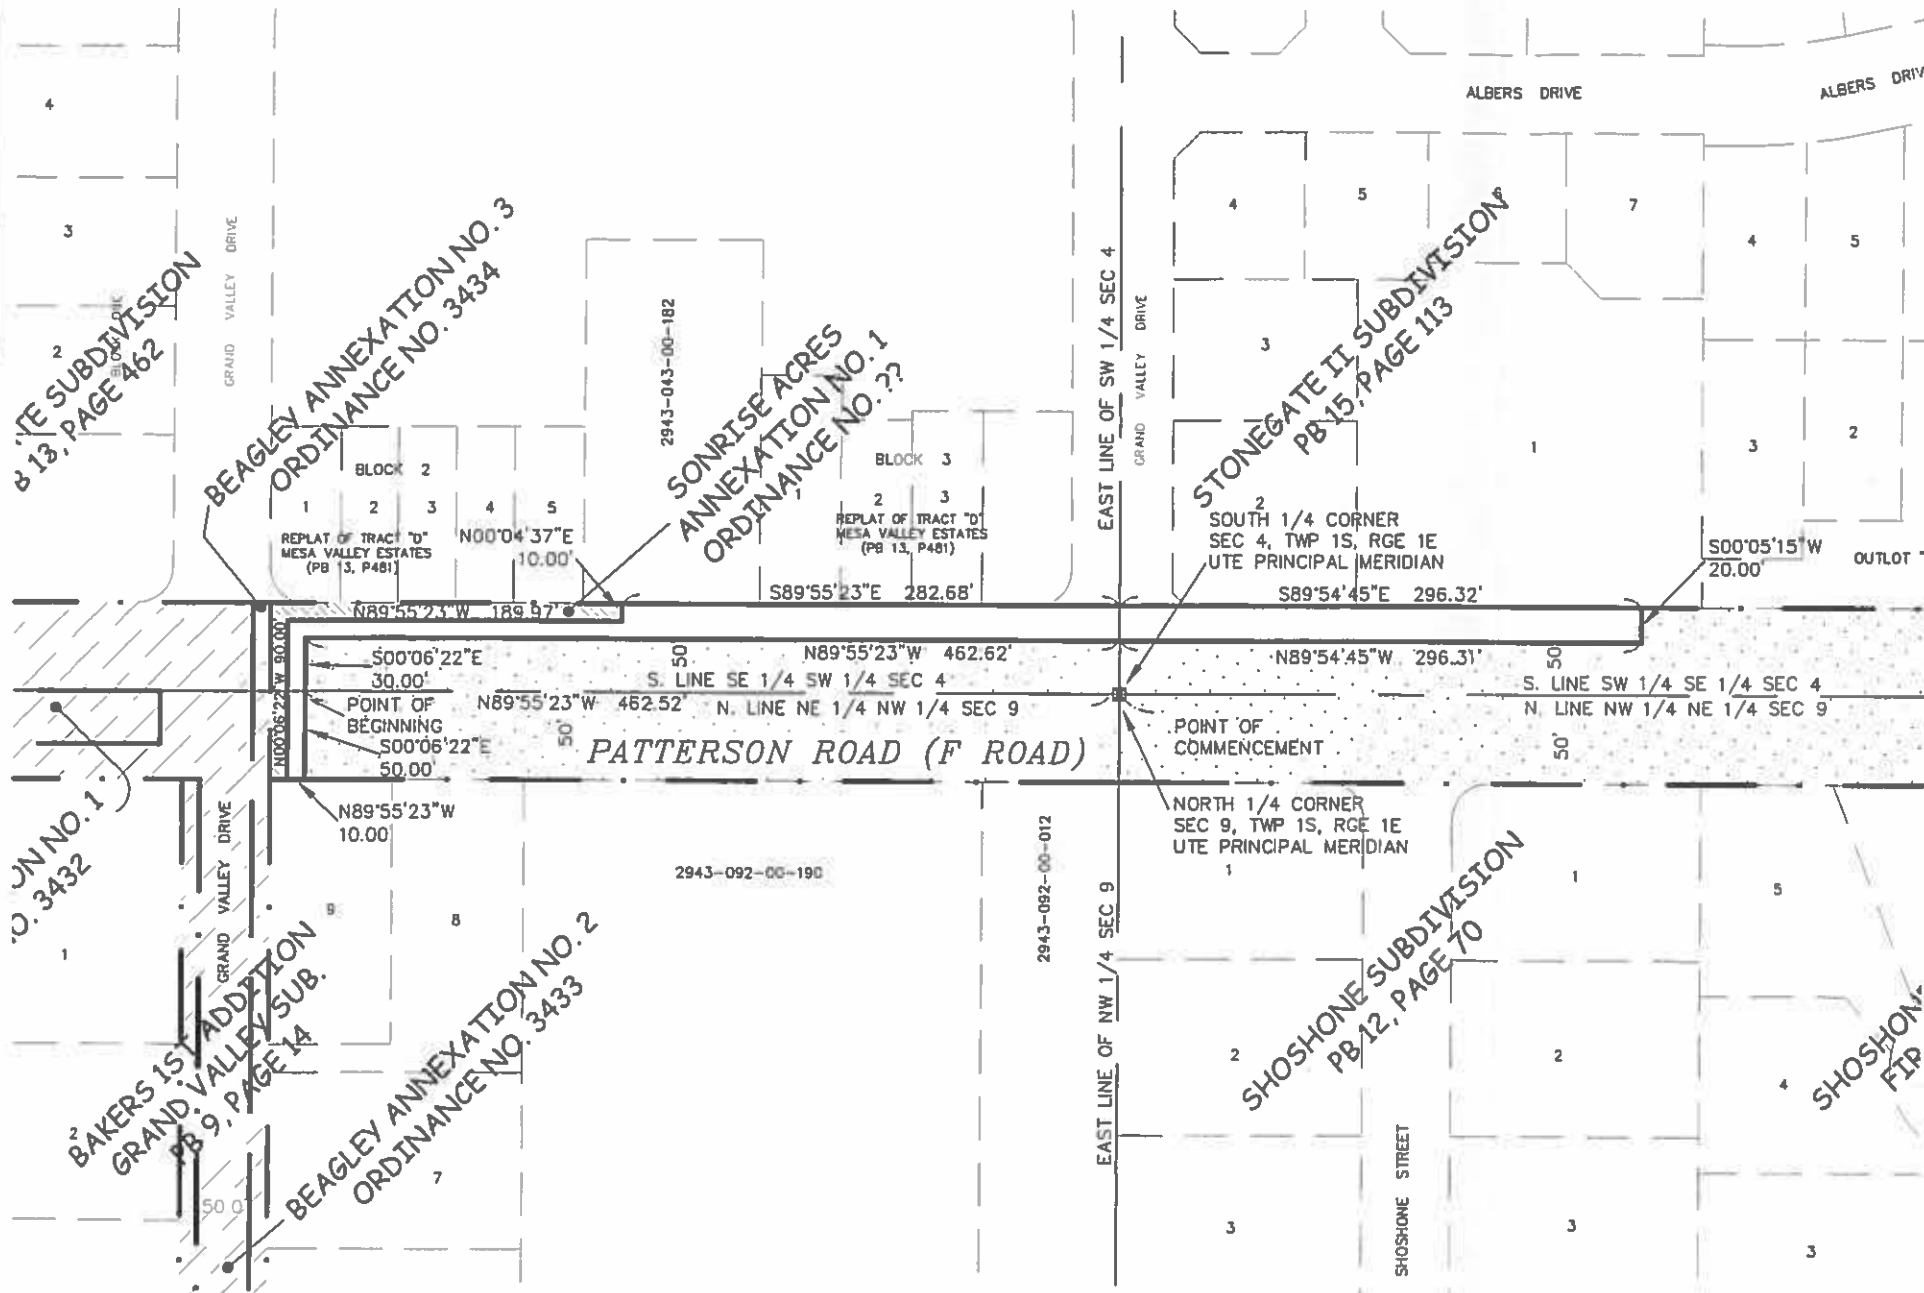 ALBERS DRIVE
ALBERS DRIV
4
3
2
GRAND VALLEY DRIVE
TE SUBDIVISION
B 13, PAGE 462
BEAGLEY ANNEXATION NO. 3
ORDINANCE NO. 3434
2943-043-00-182
SONRISE ACRES
ANNEXATION NO. 1
ORDINANCE NO. ??
EAST LINE OF SW 1/4 SEC 4
GRAND VALLEY DRIVE
4
5
6
7
4
5
3
1
3
2
2
STONEGATE II SUBDIVISION
PB 15, PAGE 113
BLOCK 2
1
2
3
4
5
REPLAT OF TRACT "D"
MESA VALLEY ESTATES
(PB 13, P481)
N00°04'37"E
10.00'
BLOCK 3
1
2
3
REPLAT OF TRACT "D"
MESA VALLEY ESTATES
(PB 13, P481)
SOUTH 1/4 CORNER
SEC 4, TWP 1S, RGE 1E
UTE PRINCIPAL MERIDIAN
S00°05'15"W
20.00'
OUTLOT
S89°55'23"E 282.68'
S89°54'45"E 296.32'
N89°55'23"W 189.97'
N00°06'22"W 90.00'
S00°06'22"E
30.00'
POINT OF
BEGINNING
S00°06'22"E
50.00'
50
N89°55'23"W 462.62'
N89°54'45"W 296.31'
50
S. LINE SE 1/4 SW 1/4 SEC 4
N89°55'23"W 462.52'
N. LINE NE 1/4 NW 1/4 SEC 9
S. LINE SW 1/4 SE 1/4 SEC 4
N. LINE NW 1/4 NE 1/4 SEC 9
50'
PATTERSON ROAD (F ROAD)
POINT OF
COMMENCEMENT
50'
N89°55'23"W
10.00'
NORTH 1/4 CORNER
SEC 9, TWP 1S, RGE 1E
UTE PRINCIPAL MERIDIAN
ON NO. 1
O. 3432
1
2
GRAND VALLEY DRIVE
9
8
7
2943-092-00-190
2943-092-00-012
EAST LINE OF NW 1/4 SEC 9
BAKERS 1ST ADDITION
GRAND VALLEY SUB.
PB 9, PAGE 14
BEAGLEY ANNEXATION NO. 2
ORDINANCE NO. 3433
50 0
1
2
3
SHOSHONE SUBDIVISION
PB 12, PAGE 70
SHOSHONE STREET
1
2
3
5
4
3
SHOSHON
FIR